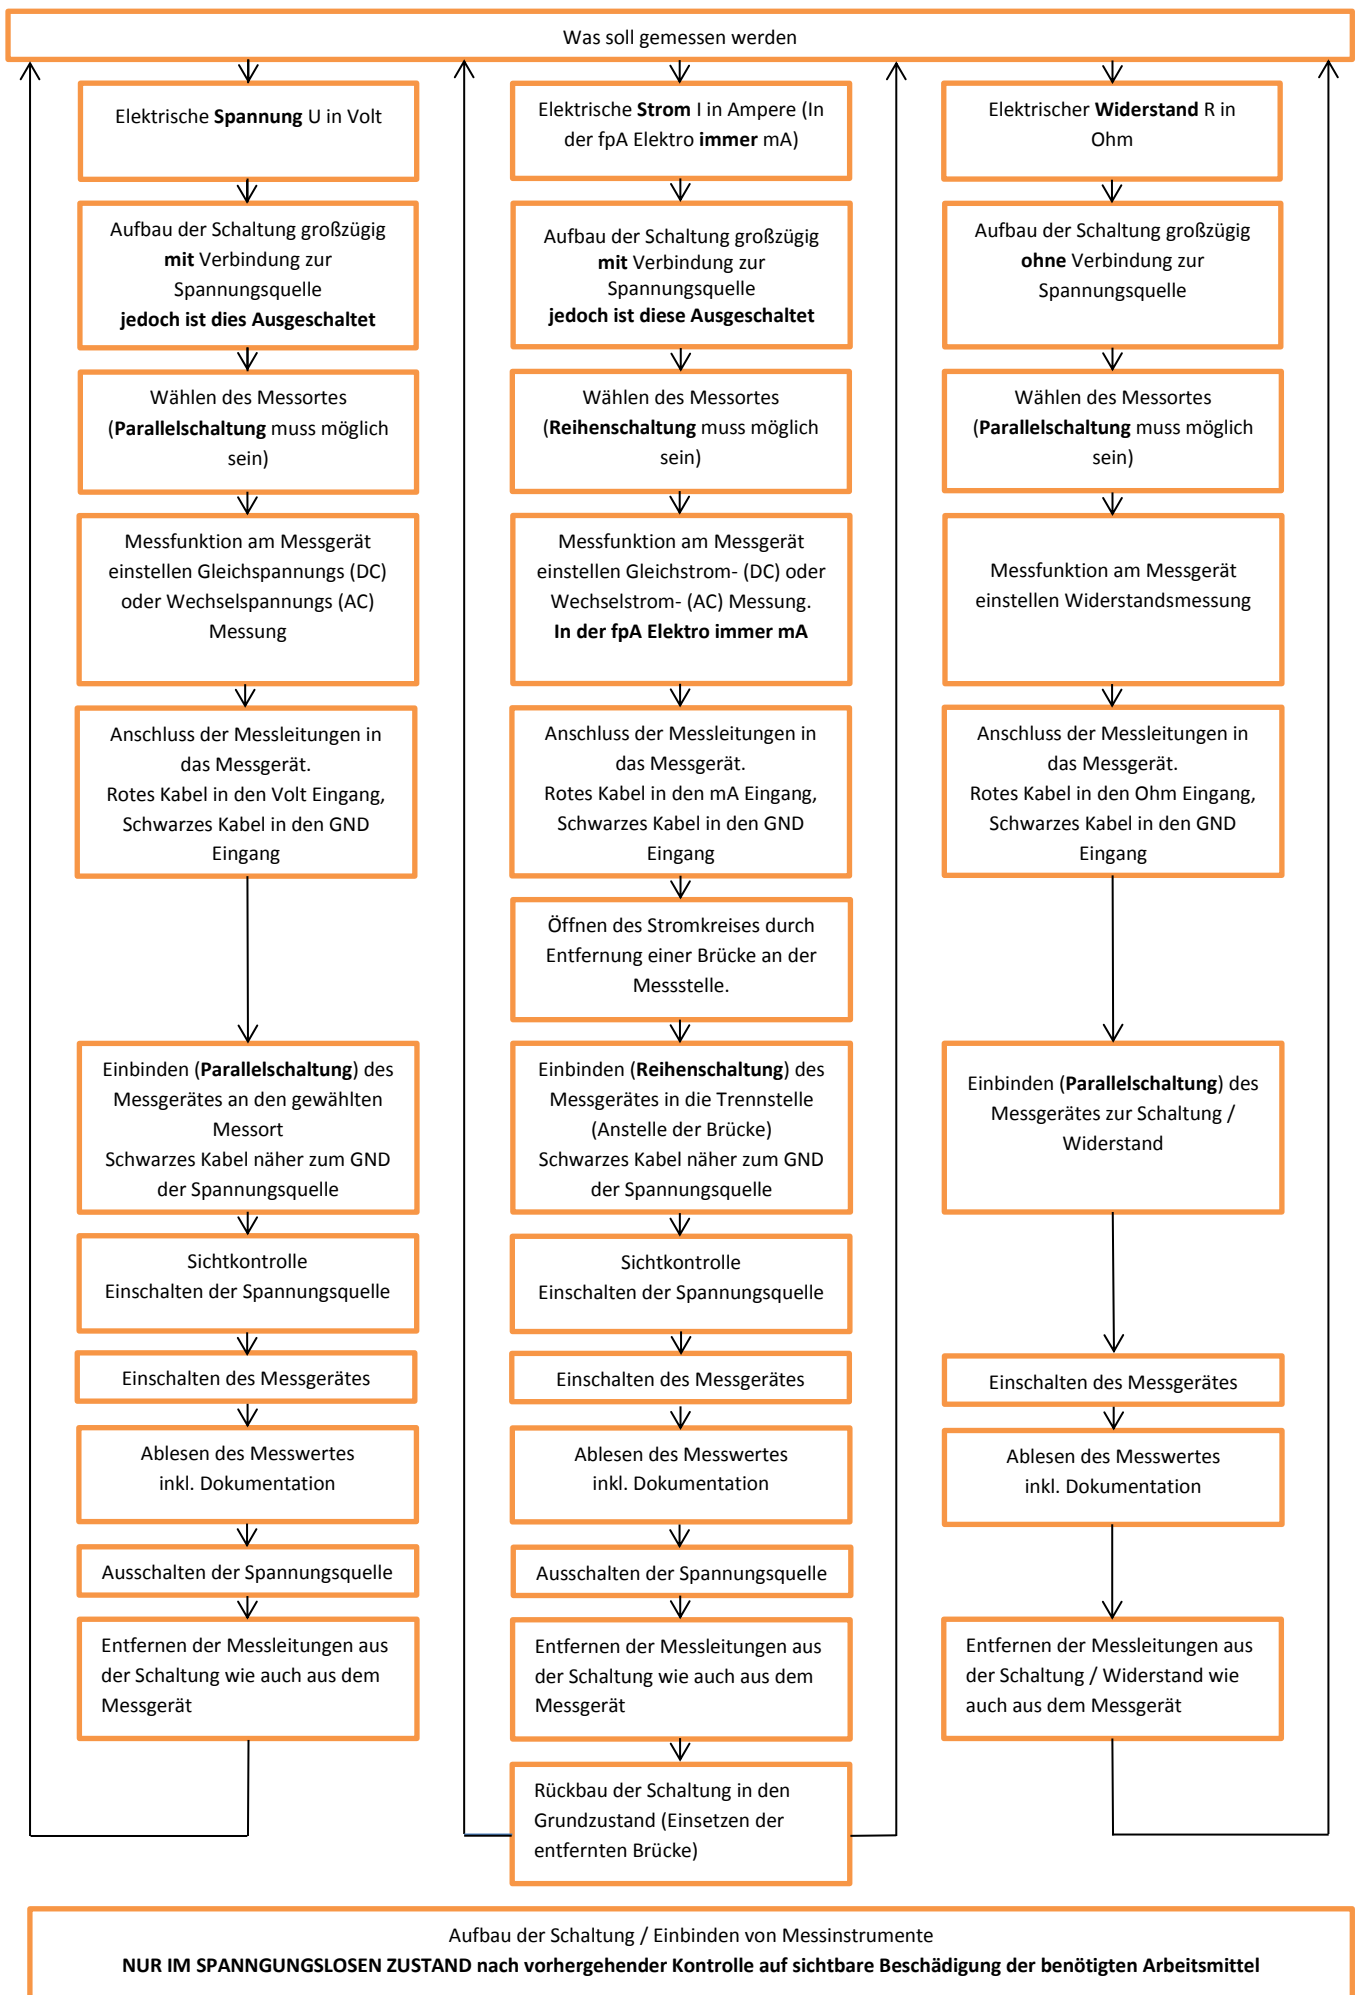 Was soll gemessen werden
Elektrische Spannung U in Volt
Aufbau der Schaltung großzügig
mit Verbindung zur
Spannungsquelle
jedoch ist dies Ausgeschaltet
Wählen des Messortes
(Parallelschaltung muss möglich
sein)
Messfunktion am Messgerät
einstellen Gleichspannungs (DC)
oder Wechselspannungs (AC)
Messung
Anschluss der Messleitungen in
das Messgerät.
Rotes Kabel in den Volt Eingang,
Schwarzes Kabel in den GND
Eingang
Einbinden (Parallelschaltung) des
Messgerätes an den gewählten
Messort
Schwarzes Kabel näher zum GND
der Spannungsquelle
Sichtkontrolle
Einschalten der Spannungsquelle
Einschalten des Messgerätes
Ablesen des Messwertes
inkl. Dokumentation
Ausschalten der Spannungsquelle
Entfernen der Messleitungen aus
der Schaltung wie auch aus dem
Messgerät
Elektrische Strom I in Ampere (In
der fpA Elektro immer mA)
Aufbau der Schaltung großzügig
mit Verbindung zur
Spannungsquelle
jedoch ist diese Ausgeschaltet
Wählen des Messortes
(Reihenschaltung muss möglich
sein)
Messfunktion am Messgerät
einstellen Gleichstrom- (DC) oder
Wechselstrom- (AC) Messung.
In der fpA Elektro immer mA
Anschluss der Messleitungen in
das Messgerät.
Rotes Kabel in den mA Eingang,
Schwarzes Kabel in den GND
Eingang
Öffnen des Stromkreises durch
Entfernung einer Brücke an der
Messstelle.
Einbinden (Reihenschaltung) des
Messgerätes in die Trennstelle
(Anstelle der Brücke)
Schwarzes Kabel näher zum GND
der Spannungsquelle
Sichtkontrolle
Einschalten der Spannungsquelle
Einschalten des Messgerätes
Ablesen des Messwertes
inkl. Dokumentation
Ausschalten der Spannungsquelle
Entfernen der Messleitungen aus
der Schaltung wie auch aus dem
Messgerät
Rückbau der Schaltung in den
Grundzustand (Einsetzen der
entfernten Brücke)
Elektrischer Widerstand R in
Ohm
Aufbau der Schaltung großzügig
ohne Verbindung zur
Spannungsquelle
Wählen des Messortes
(Parallelschaltung muss möglich
sein)
Messfunktion am Messgerät
einstellen Widerstandsmessung
Anschluss der Messleitungen in
das Messgerät.
Rotes Kabel in den Ohm Eingang,
Schwarzes Kabel in den GND
Eingang
Einbinden (Parallelschaltung) des
Messgerätes zur Schaltung /
Widerstand
Einschalten des Messgerätes
Ablesen des Messwertes
inkl. Dokumentation
Entfernen der Messleitungen aus
der Schaltung / Widerstand wie
auch aus dem Messgerät
Aufbau der Schaltung / Einbinden von Messinstrumente
NUR IM SPANNGUNGSLOSEN ZUSTAND nach vorhergehender Kontrolle auf sichtbare Beschädigung der benötigten Arbeitsmittel